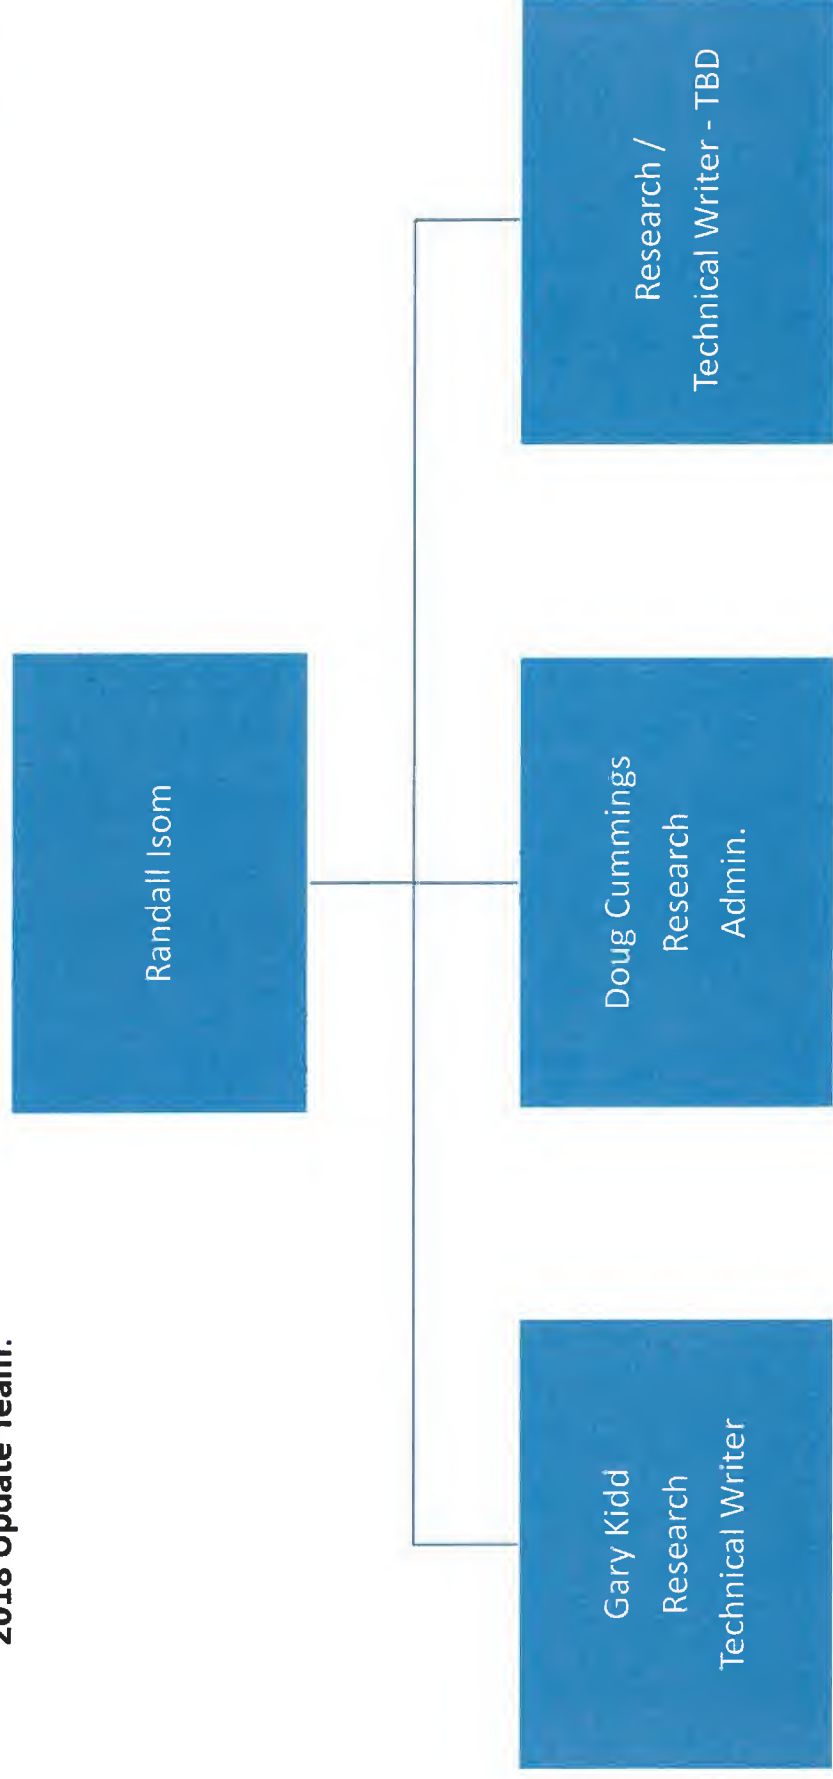 2018 Update Team:
Randall Isom
Gary Kidd
Research
Technical Writer
Doug Cummings
Research
Admin.
Research /
Technical Writer - TBD